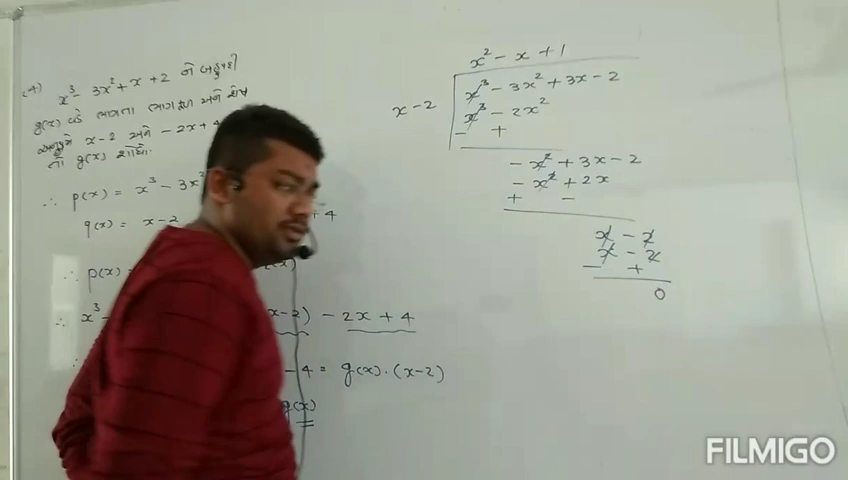 (4) x³ - 3x² + x + 2 ને બહુપદી
g(x) વડે ભાગતા ભાગફળ અને શેષ
અનુક્રમે x-2 અને -2x+4
તો g(x) શોધો.
∴ p(x) = x³ - 3x²
q(x) = x-2 + 4
∴ p(x) =
∴ x³ - x-2) - 2x + 4
- 4 = g(x)·(x-2)
g(x)
x² - x + 1
x-2 x³ - 3x² + 3x - 2
x³ - 2x²
- +
- x² + 3x - 2
- x² + 2x
+ -
x - 2
x - 2
- +
0
FILMIGO